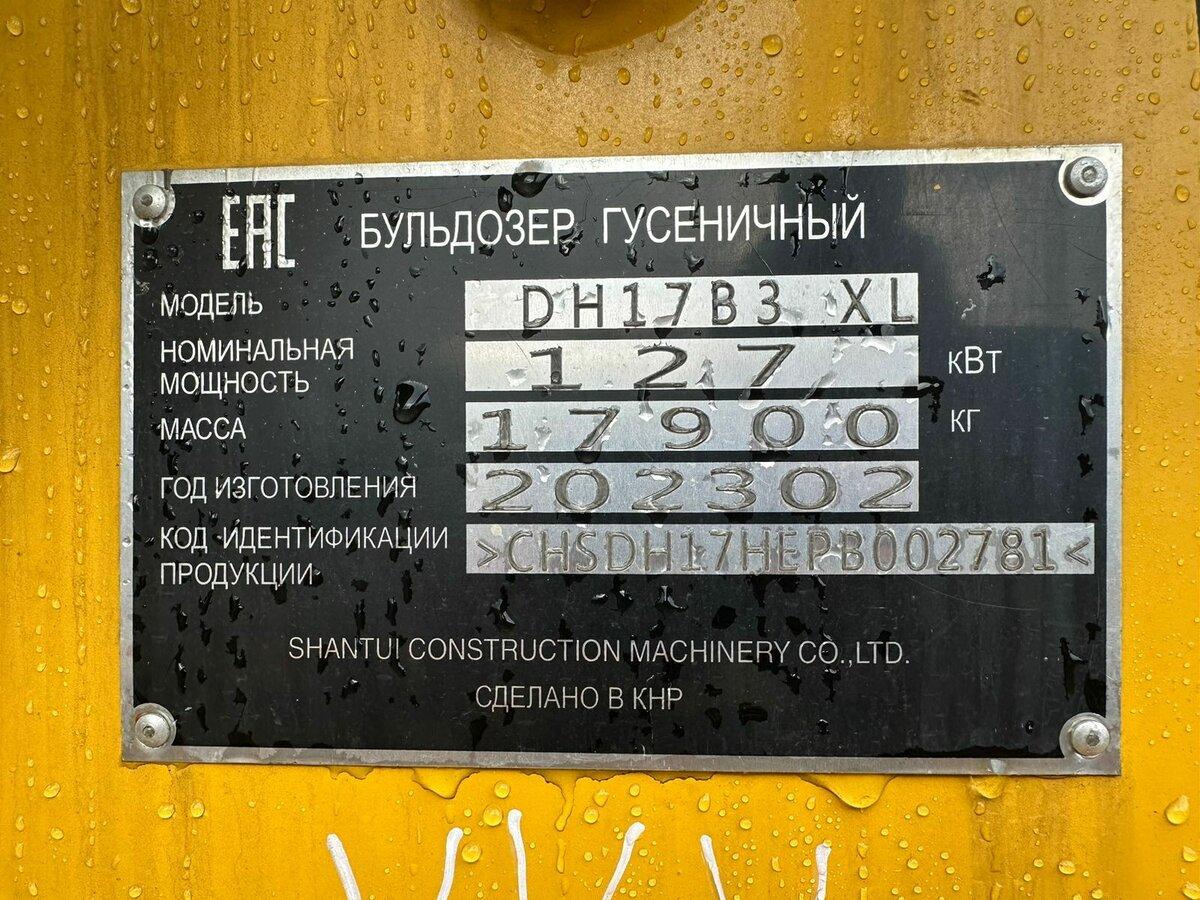 EAC БУЛЬДОЗЕР ГУСЕНИЧНЫЙ
МОДЕЛЬ DH17B3 XL
НОМИНАЛЬНАЯ МОЩНОСТЬ 127 кВт
МАССА 17900 КГ
ГОД ИЗГОТОВЛЕНИЯ 202302
КОД ИДЕНТИФИКАЦИИ ПРОДУКЦИИ >CHSDH17HEPB002781<
SHANTUI CONSTRUCTION MACHINERY CO.,LTD.
СДЕЛАНО В КНР